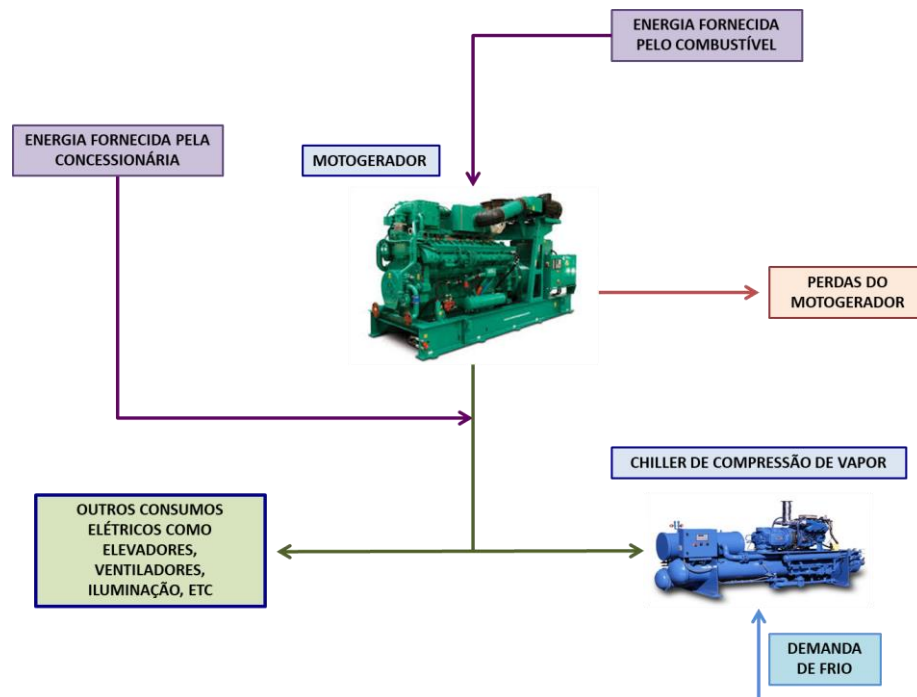 ENERGIA FORNECIDA
PELO COMBUSTÍVEL
ENERGIA FORNECIDA PELA
CONCESSIONÁRIA
MOTOGERADOR
PERDAS DO
MOTOGERADOR
CHILLER DE COMPRESSÃO DE VAPOR
OUTROS CONSUMOS
ELÉTRICOS COMO
ELEVADORES,
VENTILADORES,
ILUMINAÇÃO, ETC
DEMANDA
DE FRIO